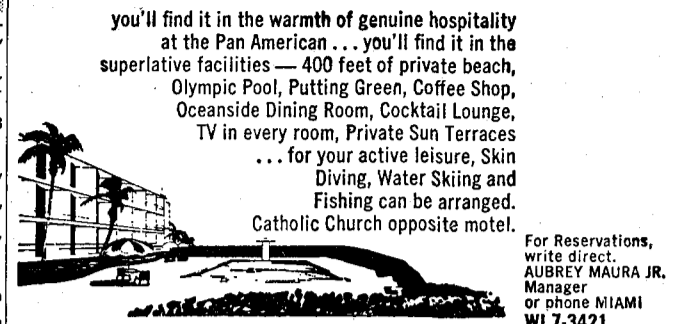 you'll find it in the warmth of genuine hospitality
at the Pan American ... you'll find it in the
superlative facilities — 400 feet of private beach,
Olympic Pool, Putting Green, Coffee Shop,
Oceanside Dining Room, Cocktail Lounge,
TV in every room, Private Sun Terraces
... for your active leisure, Skin
Diving, Water Skiing and
Fishing can be arranged.
Catholic Church opposite motel.
For Reservations,
write direct.
AUBREY MAURA JR.
Manager
or phone MIAMI
WI 7-3421